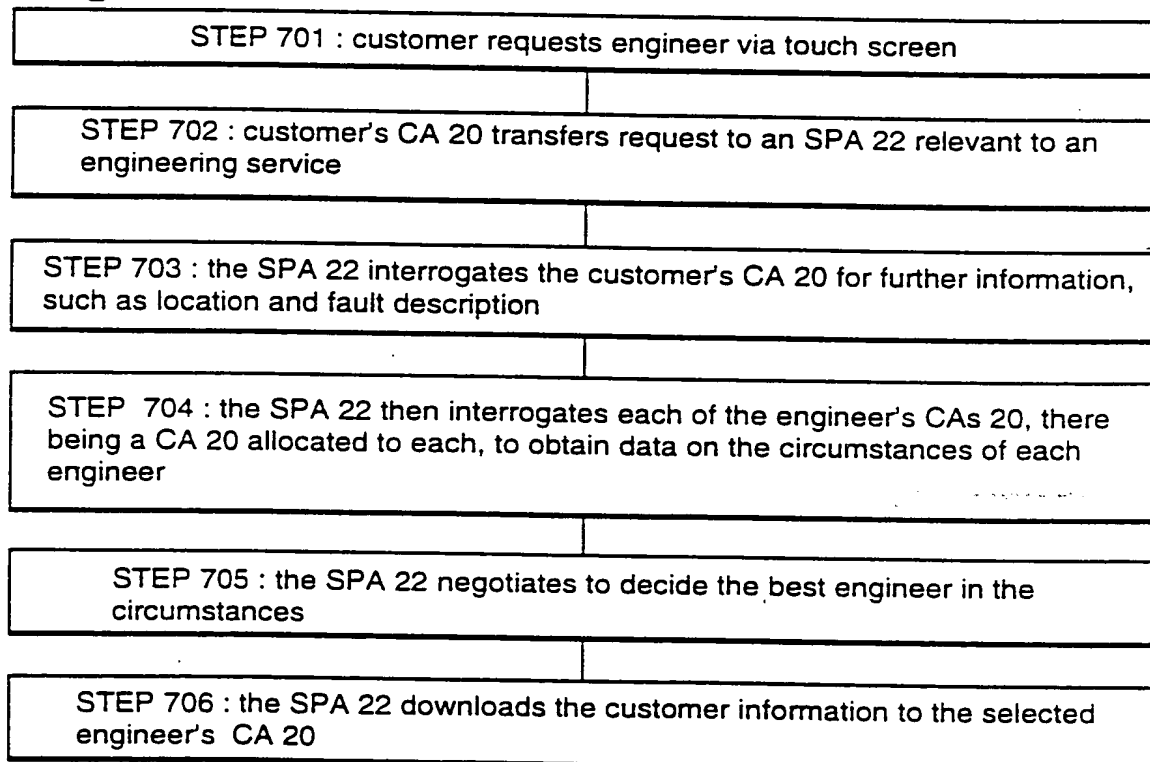 STEP 701 : customer requests engineer via touch screen
STEP 702 : customer's CA 20 transfers request to an SPA 22 relevant to an
engineering service
STEP 703 : the SPA 22 interrogates the customer's CA 20 for further information,
such as location and fault description
STEP 704 : the SPA 22 then interrogates each of the engineer's CAs 20, there
being a CA 20 allocated to each, to obtain data on the circumstances of each
engineer
STEP 705 : the SPA 22 negotiates to decide the best engineer in the
circumstances
STEP 706 : the SPA 22 downloads the customer information to the selected
engineer's CA 20